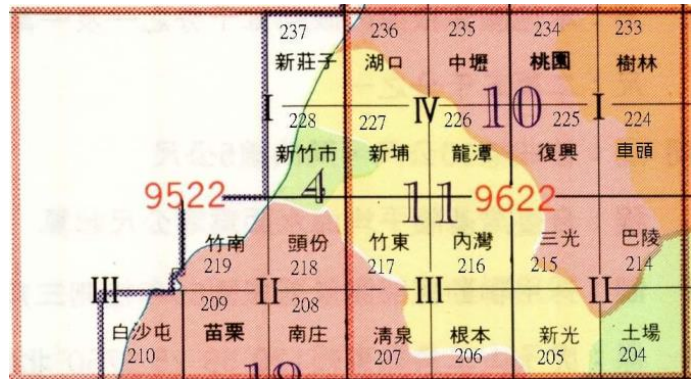 237 236 235 234 233
新莊子 湖口 中壢 桃園 樹林
I IV 10 I
228 227 226 225 224
新竹市 新埔 龍潭 復興 車頭
9522 4 11 9622
竹南 頭份 竹東 內灣 三光 巴陵
219 218 217 216 215 214
III II III II
209 208
白沙屯 苗栗 南庄 清泉 根本 新光 土場
210 207 206 205 204